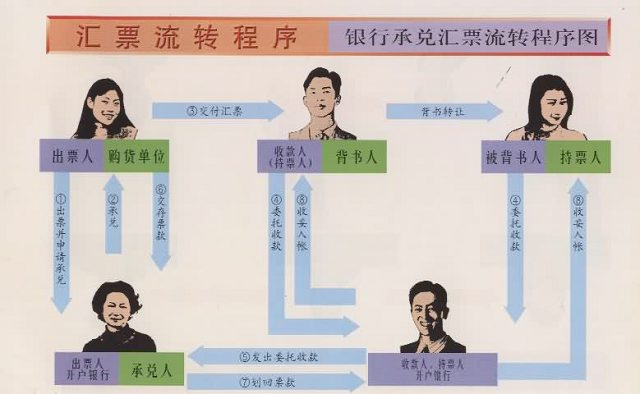 汇票流转程序
银行承兑汇票流转程序图
③交付汇票
背书转让
出票人 购货单位
收款人
(持票人)
背书人
被背书人 持票人
①出票并申请承兑
②承兑
⑥交存票款
④委托收款
⑧收妥入帐
④委托收款
⑧收妥入帐
⑤发出委托收款
⑦划回票款
出票人
开户银行
承兑人
收款人、持票人
开户银行